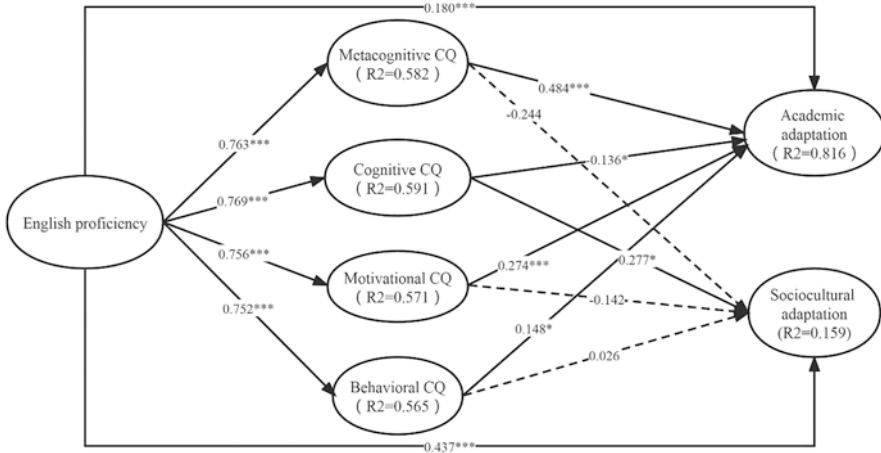 0.180***
Metacognitive CQ
( R2=0.582 )
0.484***
-0.244
Academic
adaptation
( R2=0.816 )
0.763***
-0.136*
Cognitive CQ
( R2=0.591 )
0.769***
English proficiency
0.756***
0.277*
0.274***
Motivational CQ
( R2=0.571 )
-0.142
Sociocultural
adaptation
(R2=0.159)
0.752***
0.148*
0.026
Behavioral CQ
( R2=0.565 )
0.437***